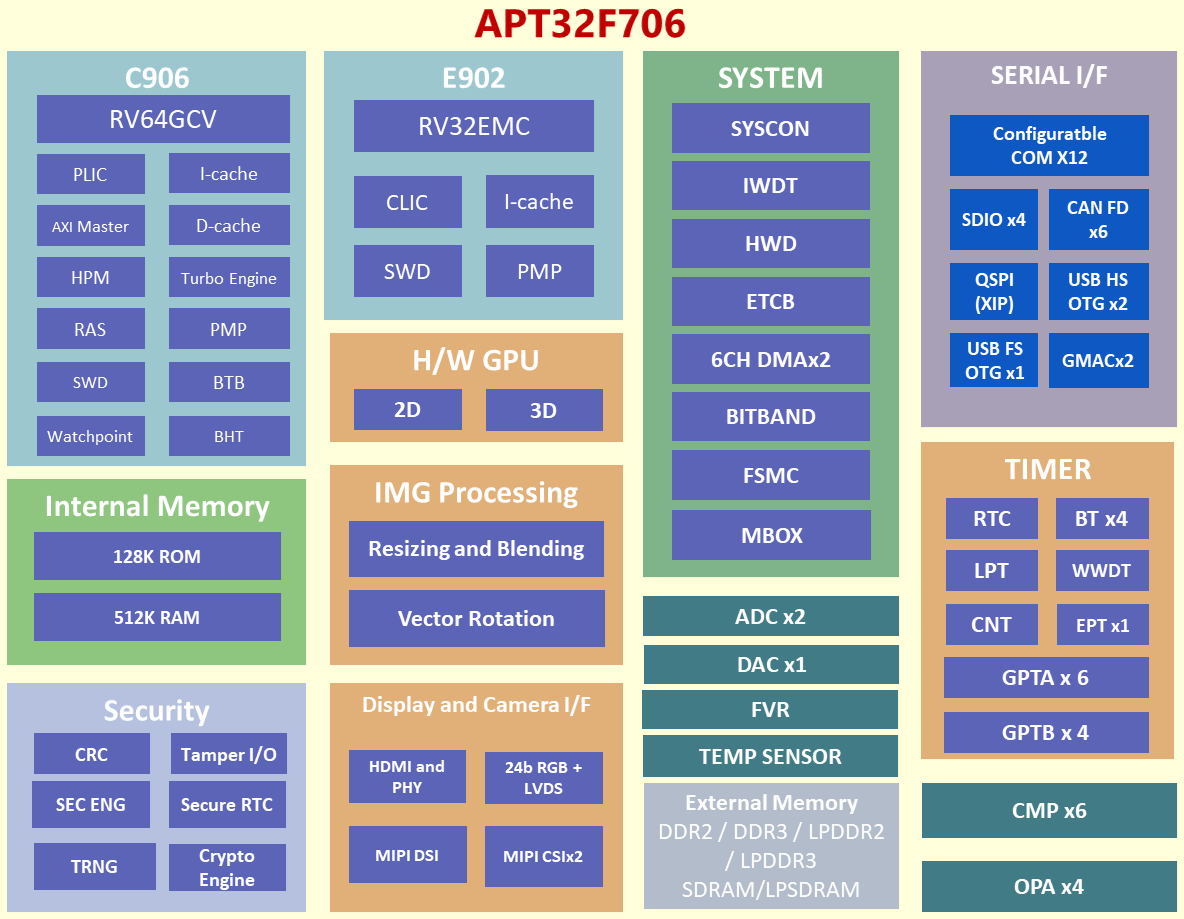 APT32F706
C906
RV64GCV
PLIC
I-cache
AXI Master
D-cache
HPM
Turbo Engine
RAS
PMP
SWD
BTB
Watchpoint
BHT
Internal Memory
128K ROM
512K RAM
Security
CRC
Tamper I/O
SEC ENG
Secure RTC
TRNG
Crypto
Engine
E902
RV32EMC
CLIC
I-cache
SWD
PMP
H/W GPU
2D
3D
IMG Processing
Resizing and Blending
Vector Rotation
Display and Camera I/F
HDMI and
PHY
24b RGB +
LVDS
MIPI DSI
MIPI CSIx2
SYSTEM
SYSCON
IWDT
HWD
ETCB
6CH DMAx2
BITBAND
FSMC
MBOX
ADC x2
DAC x1
FVR
TEMP SENSOR
External Memory
DDR2 / DDR3 / LPDDR2
/ LPDDR3
SDRAM/LPSDRAM
SERIAL I/F
Configuratble
COM X12
SDIO x4
CAN FD
x6
QSPI
(XIP)
USB HS
OTG x2
USB FS
OTG x1
GMACx2
TIMER
RTC
BT x4
LPT
WWDT
CNT
EPT x1
GPTA x 6
GPTB x 4
CMP x6
OPA x4